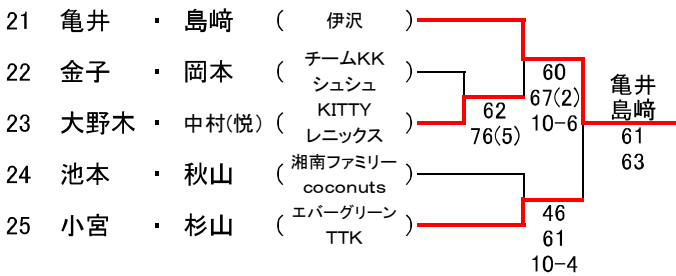 21 亀井 ・ 島﨑 ( 伊沢 )
22 金子 ・ 岡本 ( チームKK シュシュ )
23 大野木 ・ 中村(悦) ( KITTY レニックス )
24 池本 ・ 秋山 ( 湘南ファミリー coconuts )
25 小宮 ・ 杉山 ( エバーグリーン TTK )
62
76(5)
60
67(2)
10-6
46
61
10-4
亀井
島﨑
61
63